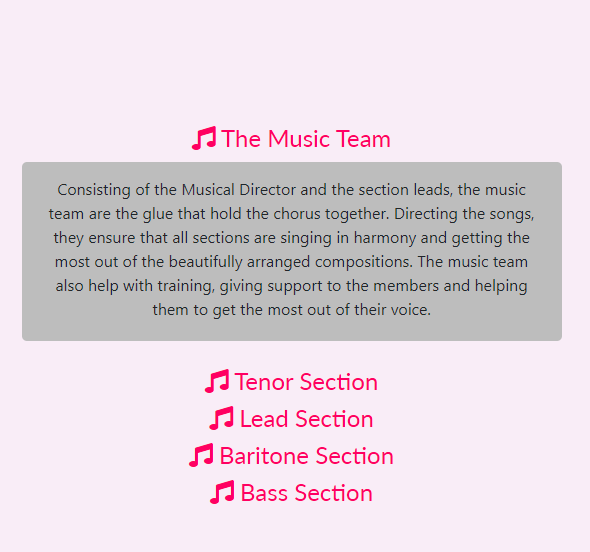 The Music Team
Consisting of the Musical Director and the section leads, the music
team are the glue that hold the chorus together. Directing the songs,
they ensure that all sections are singing in harmony and getting the
most out of the beautifully arranged compositions. The music team
also help with training, giving support to the members and helping
them to get the most out of their voice.
Tenor Section
Lead Section
Baritone Section
Bass Section